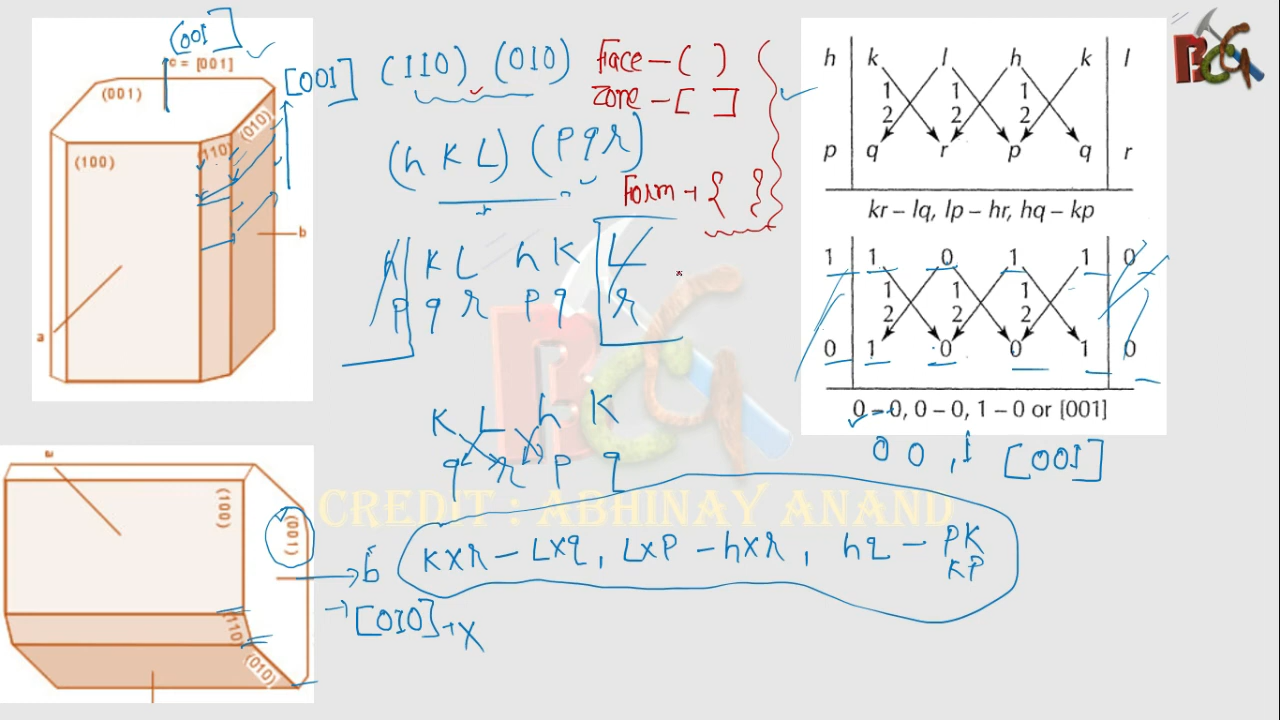 [001]
c = [001]
(001)
[001]
(010)
(110)
(100)
b
a
(110) (010)
Face - ( )
Zone - [ ]
(h K L) (p q r)
Form → { }
h K L h K L
p q r p q r
K L h K
q r p q
K×r - L×q, L×P - h×r, hq - PK
KP
h k l h k l
1 1 1
2 2 2
p q r p q r
kr – lq, lp – hr, hq – kp
1 1 0 1 1 0
1 1 1
2 2 2
0 1 0 0 1 0
0 – 0, 0 – 0, 1 – 0 or [001]
0 0 , 1 [001]
BCG
CREDIT : ABHINAY ANAND
a
(100)
(001)
b
→ [010] → X
(110)
(010)